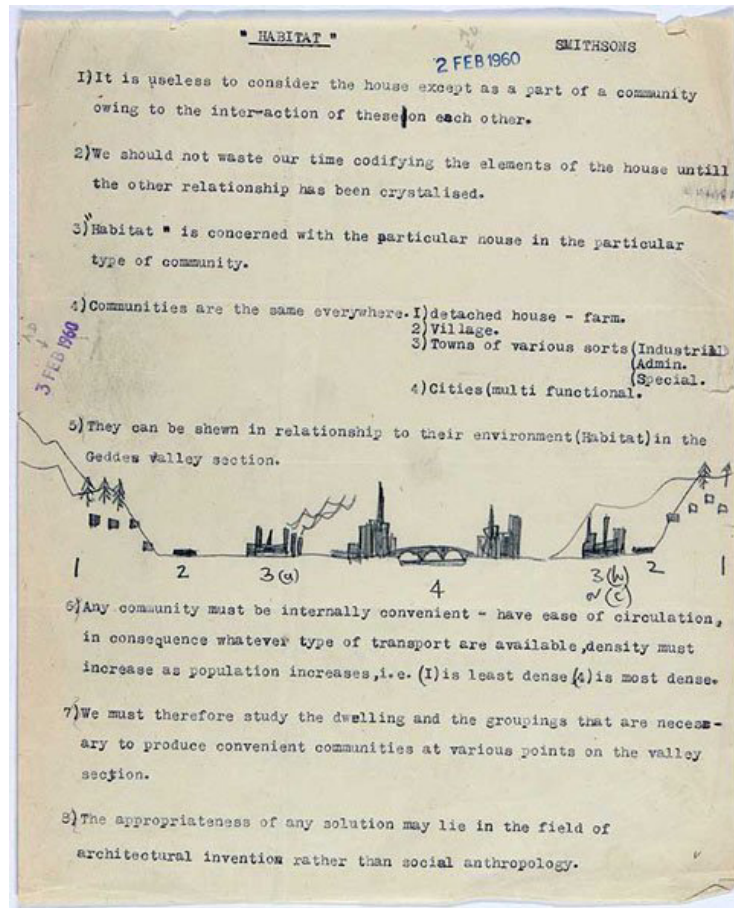 " HABITAT "
SMITHSONS
AD
2 FEB 1960
I)It is useless to consider the house except as a part of a community
owing to the inter-action of these on each other.
2)We should not waste our time codifying the elements of the house untill
the other relationship has been crystalised.
3)"Habitat " is concerned with the particular house in the particular
type of community.
4)Communities are the same everywhere. I)detached house - farm.
2)Village.
3)Towns of various sorts(Industrial
(Admin.
(Special.
4)Cities(multi functional.
AD
3 FEB 1960
5)They can be shewn in relationship to their environment(Habitat)in the
Geddes Valley section.
1 2 3(a) 4 3(b) 2 1
or (c)
6)Any community must be internally convenient - have ease of circulation,
in consequence whatever type of transport are available,density must
increase as population increases,i.e. (I)is least dense(4)is most dense.
7)We must therefore study the dwelling and the groupings that are necess-
ary to produce convenient communities at various points on the valley
section.
8)The appropriateness of any solution may lie in the field of
architectural invention rather than social anthropology.